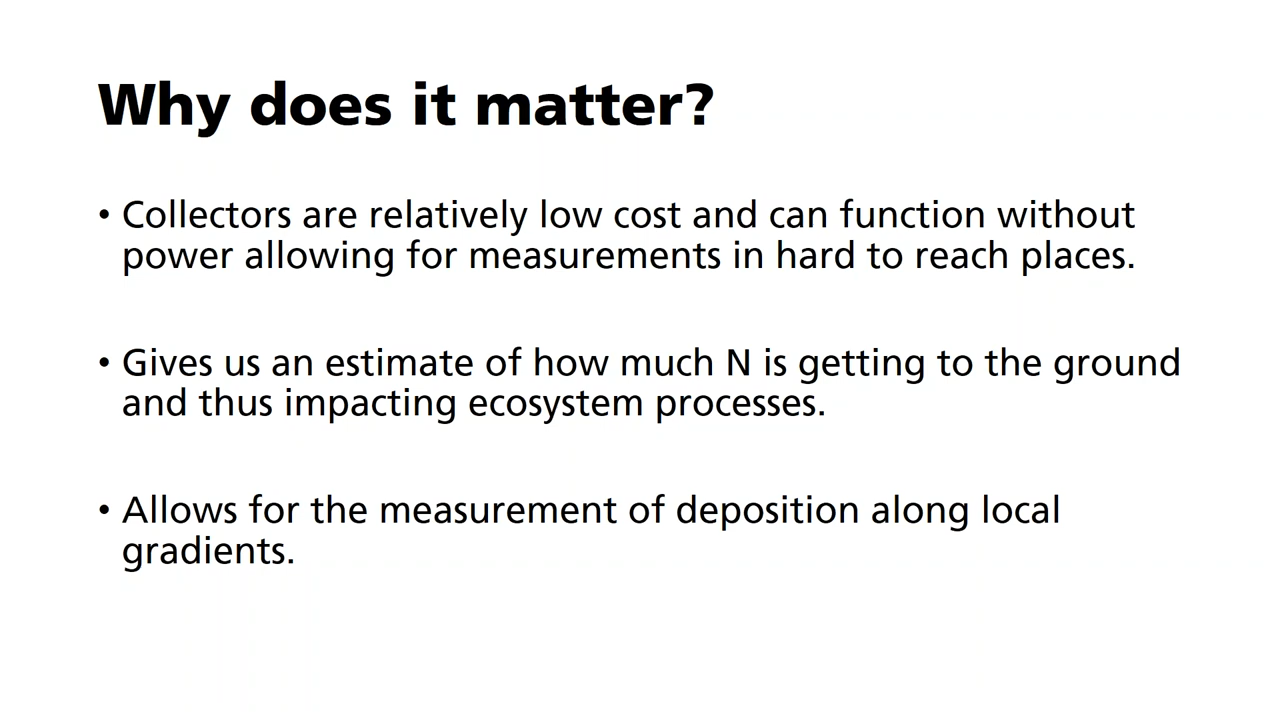 Why does it matter?
• Collectors are relatively low cost and can function without
power allowing for measurements in hard to reach places.
• Gives us an estimate of how much N is getting to the ground
and thus impacting ecosystem processes.
• Allows for the measurement of deposition along local
gradients.